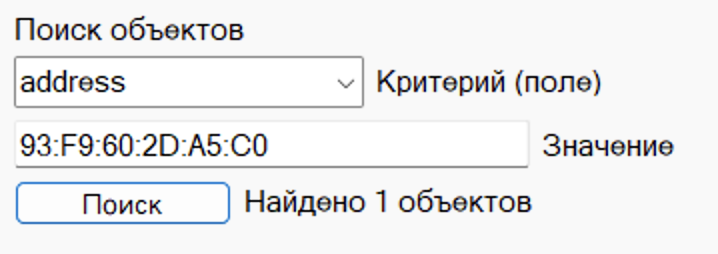 Поиск объектов
address Критерий (поле)
93:F9:60:2D:A5:C0 Значение
Поиск Найдено 1 объектов